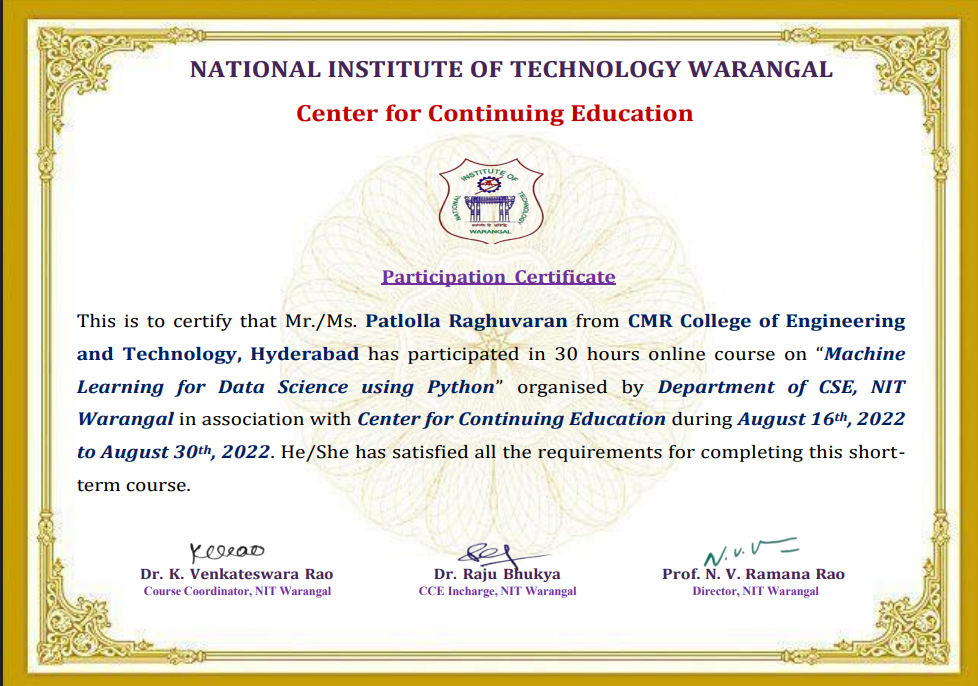 NATIONAL INSTITUTE OF TECHNOLOGY WARANGAL
Center for Continuing Education
NATIONAL INSTITUTE OF TECHNOLOGY
WARANGAL
Participation Certificate
This is to certify that Mr./Ms. Patlolla Raghuvaran from CMR College of Engineering
and Technology, Hyderabad has participated in 30 hours online course on “Machine
Learning for Data Science using Python” organised by Department of CSE, NIT
Warangal in association with Center for Continuing Education during August 16th, 2022
to August 30th, 2022. He/She has satisfied all the requirements for completing this short-
term course.
N.V.V
Dr. K. Venkateswara Rao Dr. Raju Bhukya Prof. N. V. Ramana Rao
Course Coordinator, NIT Warangal CCE Incharge, NIT Warangal Director, NIT Warangal